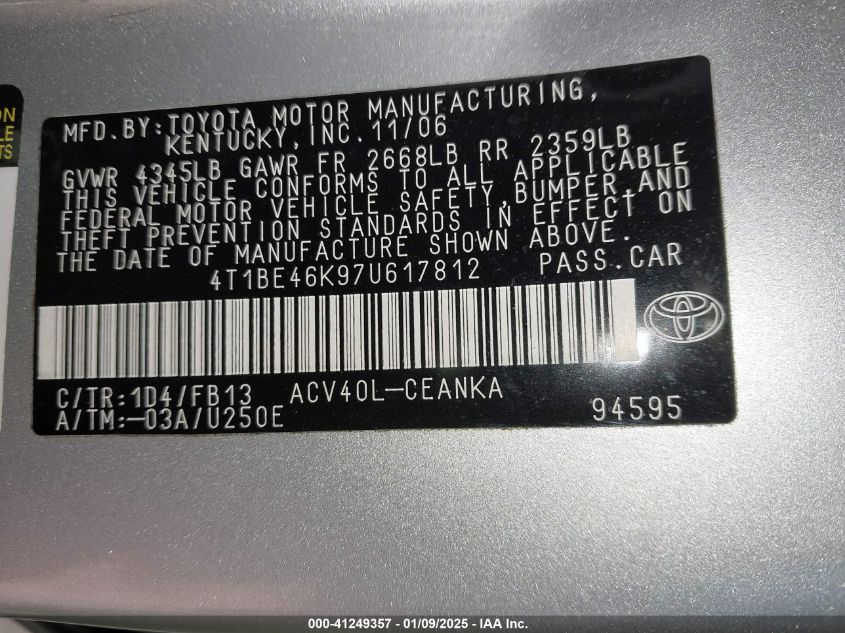 ON
LE
TS
MFD.BY:TOYOTA MOTOR MANUFACTURING,
KENTUCKY,INC.11/06
GVWR 4345LB GAWR FR 2668LB RR 2359LB
THIS VEHICLE CONFORMS TO ALL APPLICABLE
FEDERAL MOTOR VEHICLE SAFETY,BUMPER,AND
THEFT PREVENTION STANDARDS IN EFFECT ON
THE DATE OF MANUFACTURE SHOWN ABOVE.
4T1BE46K97U617812 PASS.CAR
C/TR:1D4/FB13 ACV40L-CEANKA
A/TM:-03A/U250E 94595
000-41249357 - 01/09/2025 - IAA Inc.